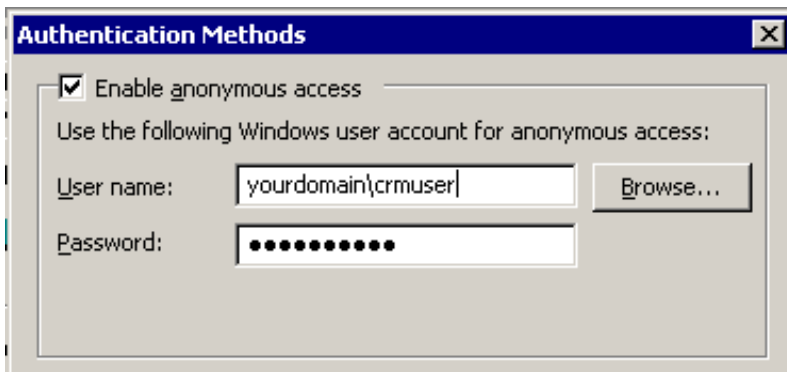 Authentication Methods
Enable anonymous access
Use the following Windows user account for anonymous access:
User name: yourdomain\crmuser Browse...
Password: ●●●●●●●●●●